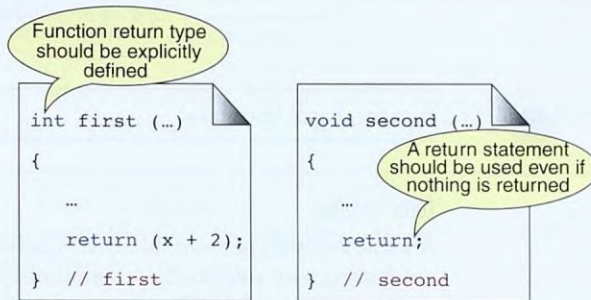 Function return type
should be explicitly
defined
int first (…)
{
…
return (x + 2);
} // first
void second (…)
{
A return statement
should be used even if
nothing is returned
…
return;
} // second